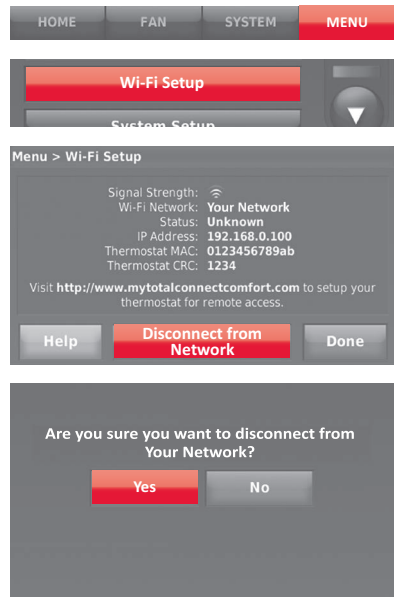 HOME FAN SYSTEM MENU
Wi-Fi Setup
System Setup
Menu > Wi-Fi Setup
Signal Strength:
Wi-Fi Network: Your Network
Status: Unknown
IP Address: 192.168.0.100
Thermostat MAC: 0123456789ab
Thermostat CRC: 1234
Visit http://www.mytotalconnectcomfort.com to setup your
thermostat for remote access.
Help
Disconnect from
Network
Done
Are you sure you want to disconnect from
Your Network?
Yes No